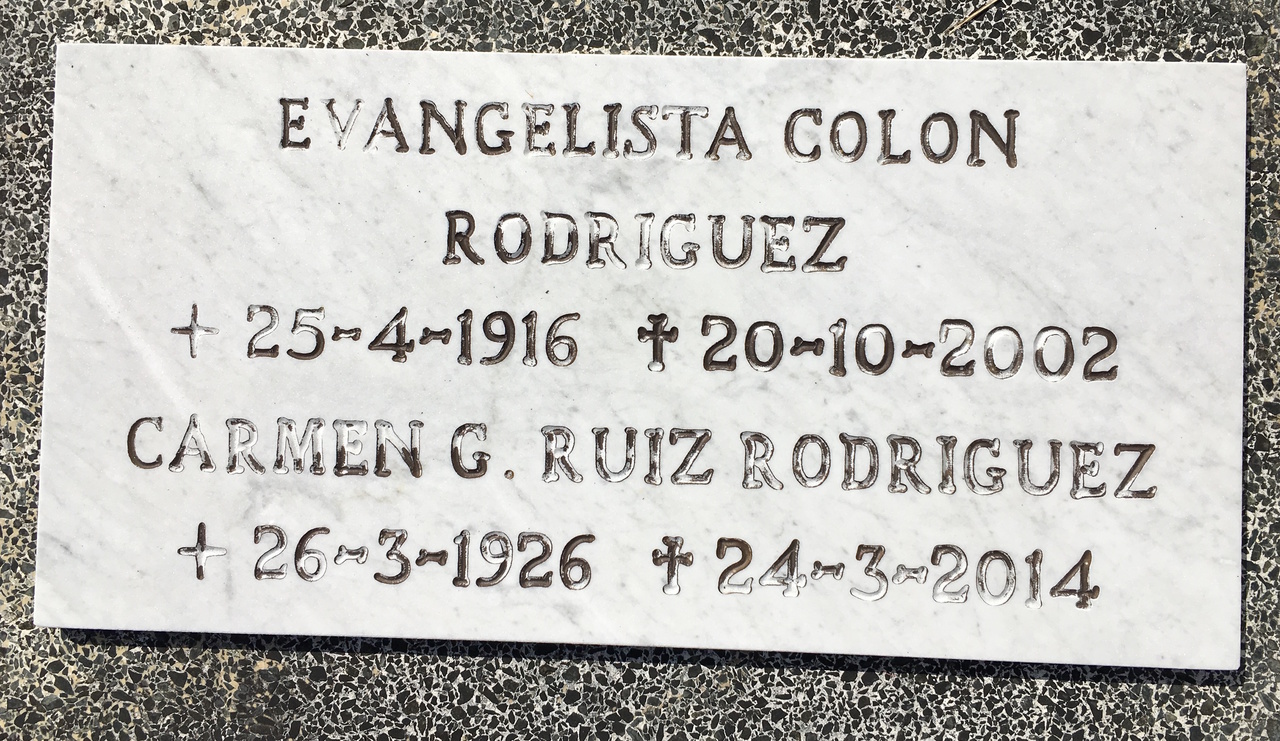 EVANGELISTA COLON
RODRIGUEZ
+ 25-4-1916 ✝ 20-10-2002
CARMEN G. RUIZ RODRIGUEZ
+ 26-3-1926 ✝ 24-3-2014